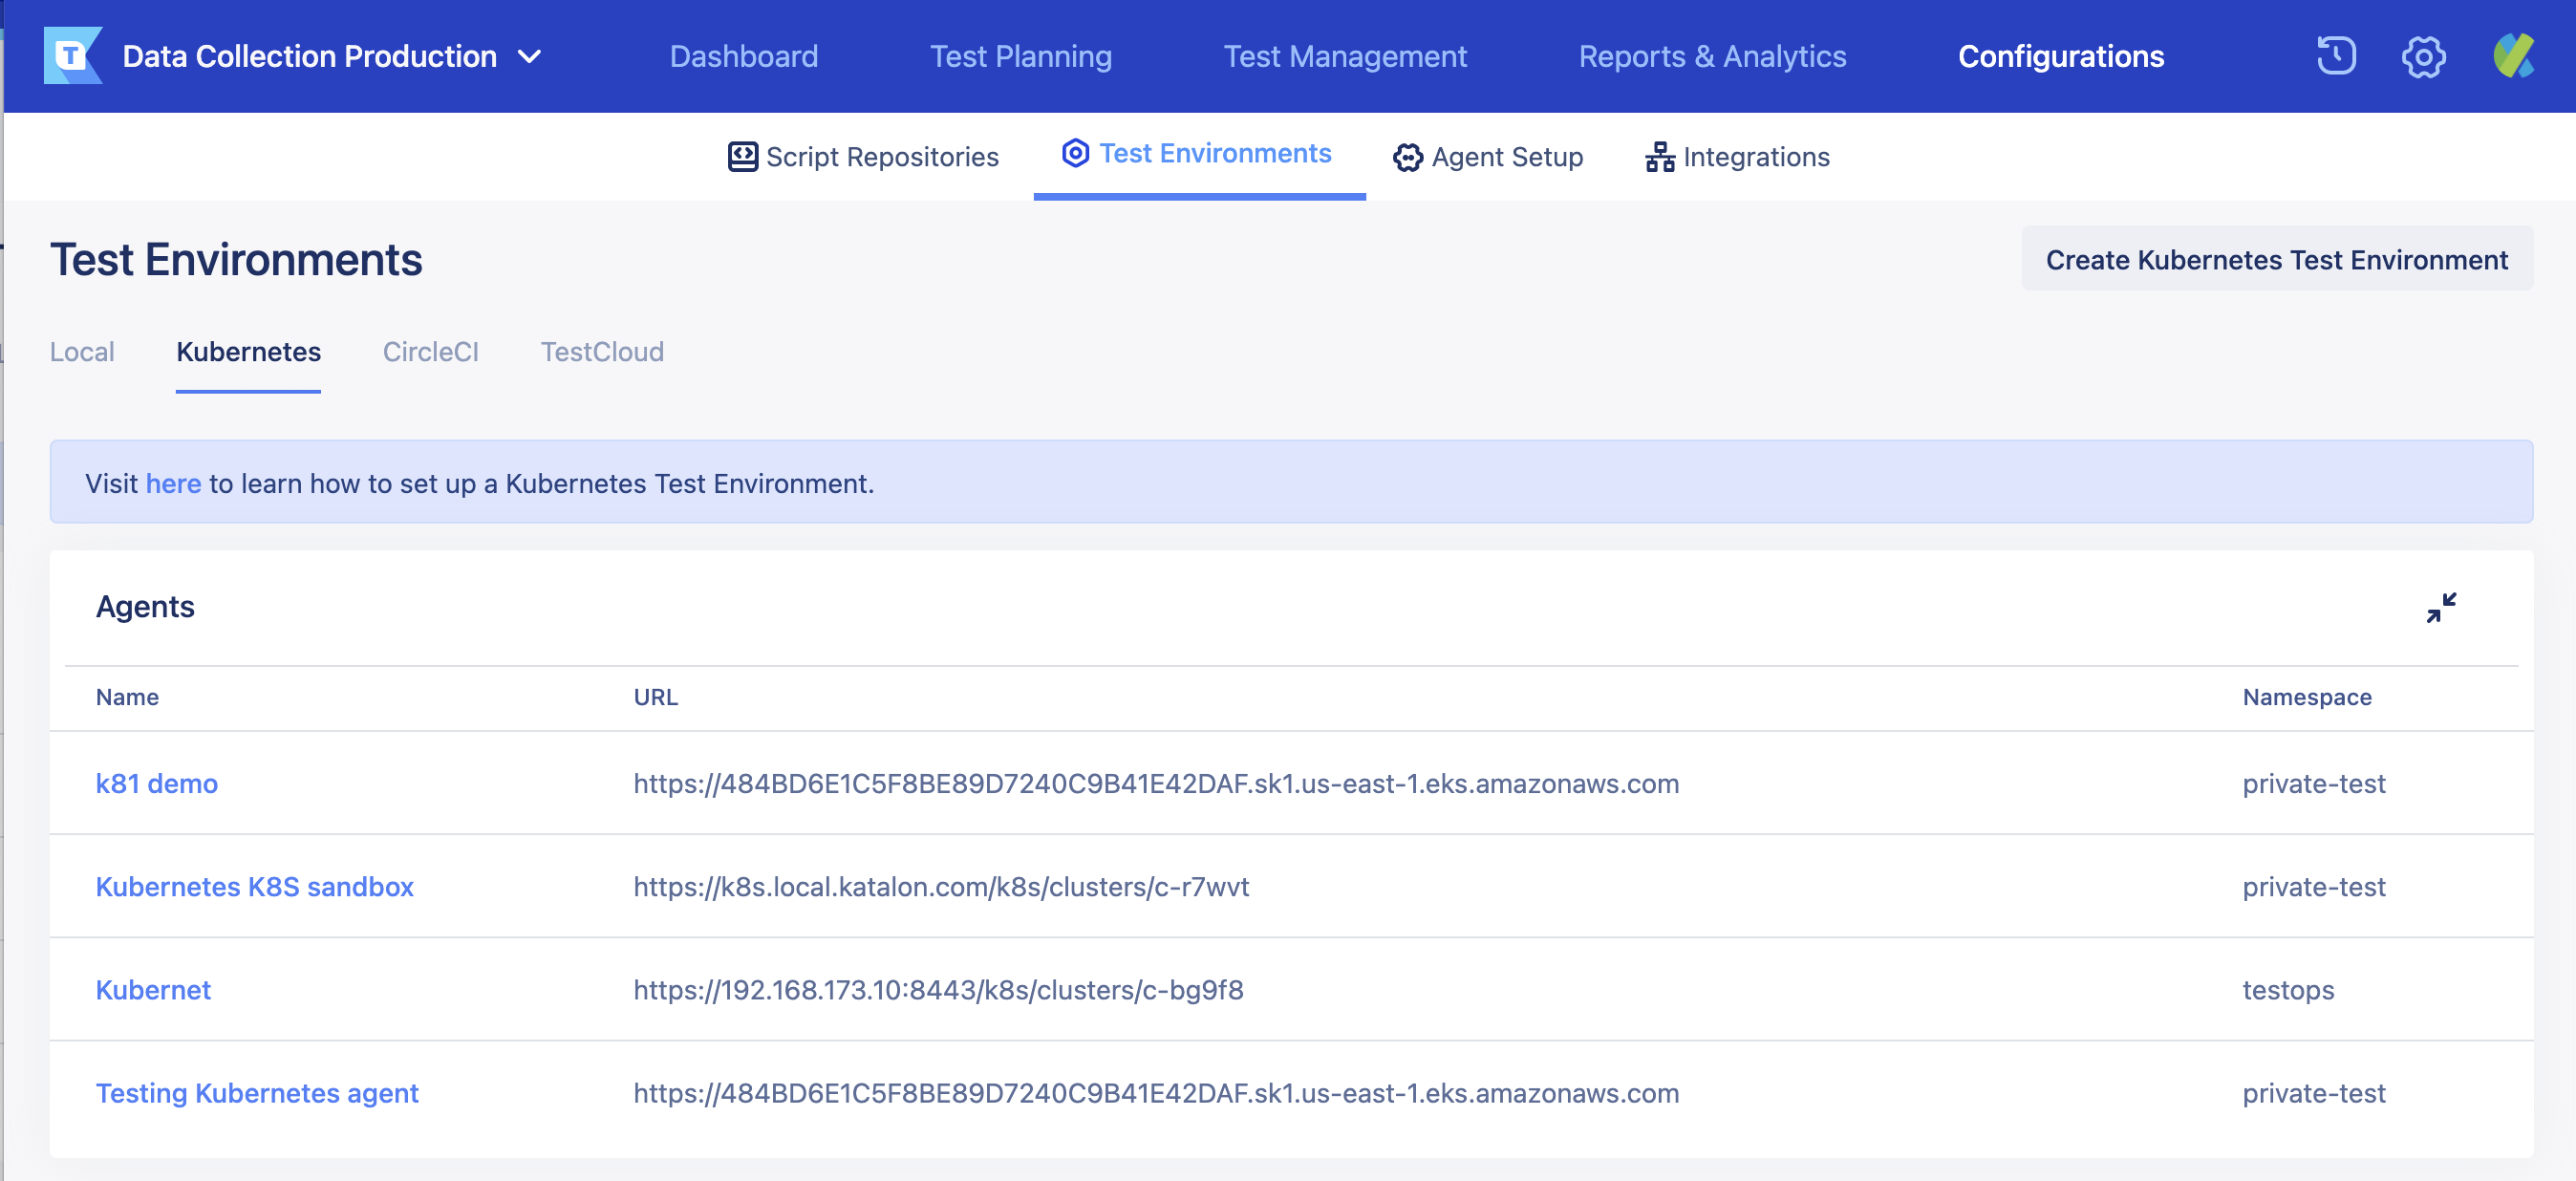 T Data Collection Production Dashboard Test Planning Test Management Reports & Analytics Configurations
Script Repositories Test Environments Agent Setup Integrations
Test Environments Create Kubernetes Test Environment
Local Kubernetes CircleCI TestCloud
Visit here to learn how to set up a Kubernetes Test Environment.
Agents
Name URL Namespace
k81 demo https://484BD6E1C5F8BE89D7240C9B41E42DAF.sk1.us-east-1.eks.amazonaws.com private-test
Kubernetes K8S sandbox https://k8s.local.katalon.com/k8s/clusters/c-r7wvt private-test
Kubernet https://192.168.173.10:8443/k8s/clusters/c-bg9f8 testops
Testing Kubernetes agent https://484BD6E1C5F8BE89D7240C9B41E42DAF.sk1.us-east-1.eks.amazonaws.com private-test